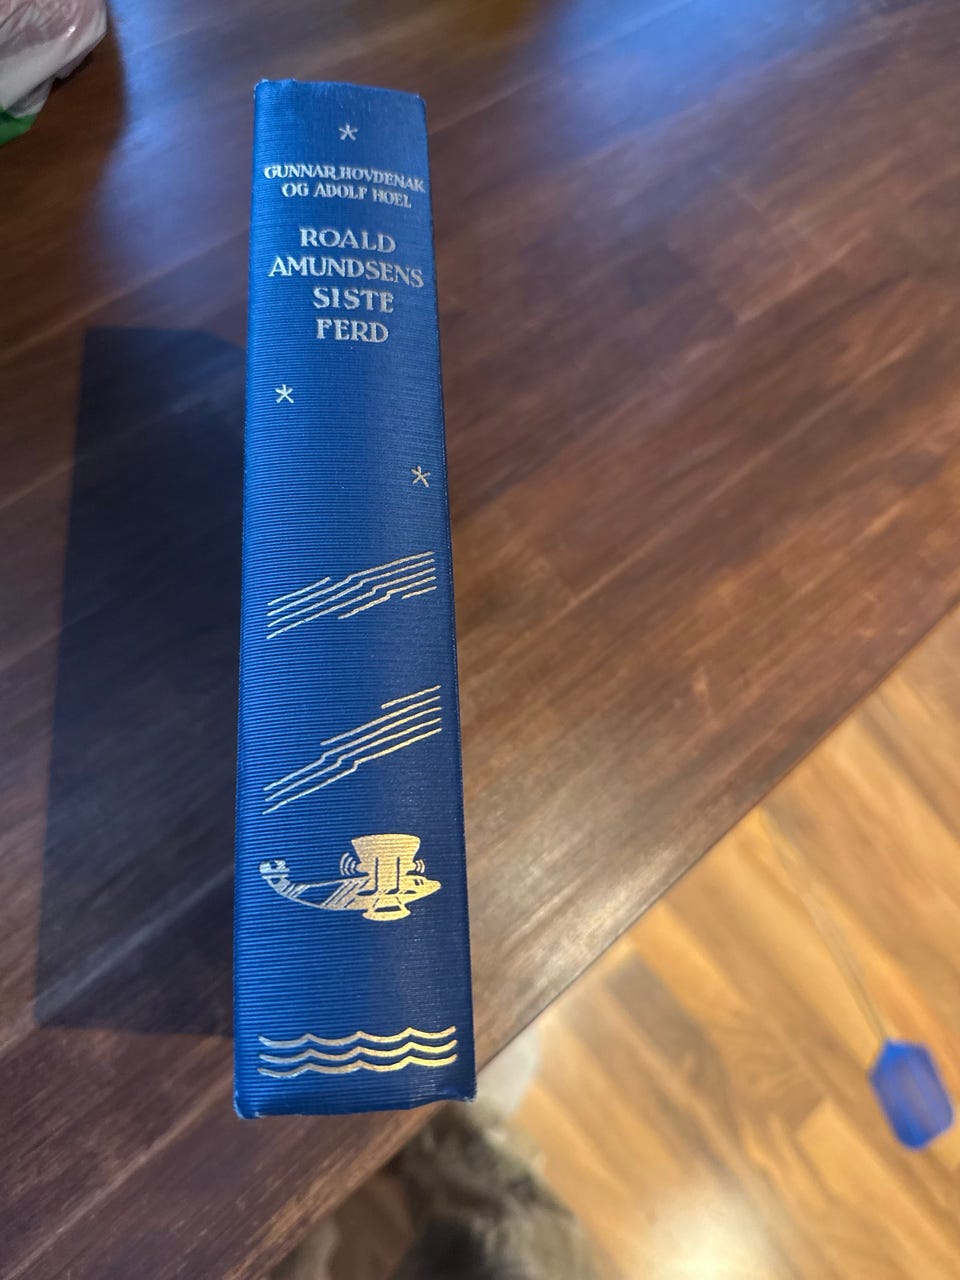 GUNNAR HOVDENAK
OG ADOLF HOEL
ROALD
AMUNDSENS
SISTE
FERD